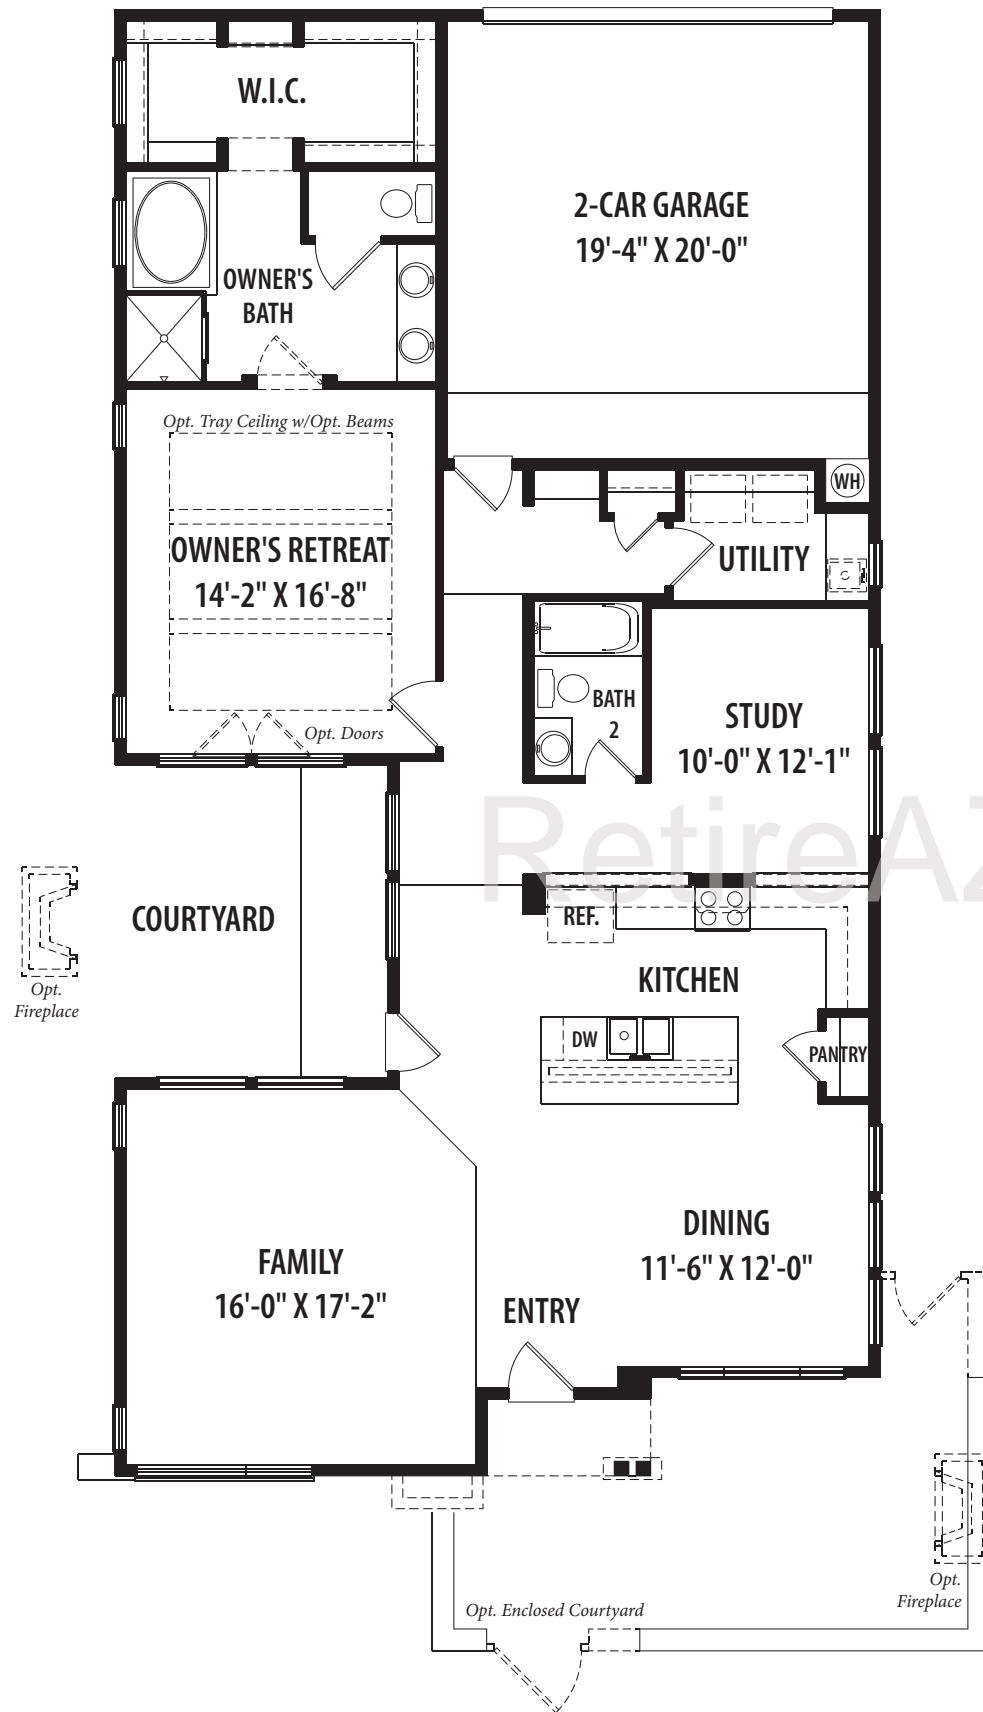 W.I.C.
2-CAR GARAGE
19'-4" X 20'-0"
OWNER'S
BATH
Opt. Tray Ceiling w/Opt. Beams
WH
OWNER'S RETREAT
14'-2" X 16'-8"
UTILITY
BATH
2
STUDY
10'-0" X 12'-1"
Opt. Doors
RetireAZ
COURTYARD
REF.
Opt.
Fireplace
KITCHEN
DW
PANTRY
DINING
11'-6" X 12'-0"
FAMILY
16'-0" X 17'-2"
ENTRY
Opt.
Fireplace
Opt. Enclosed Courtyard